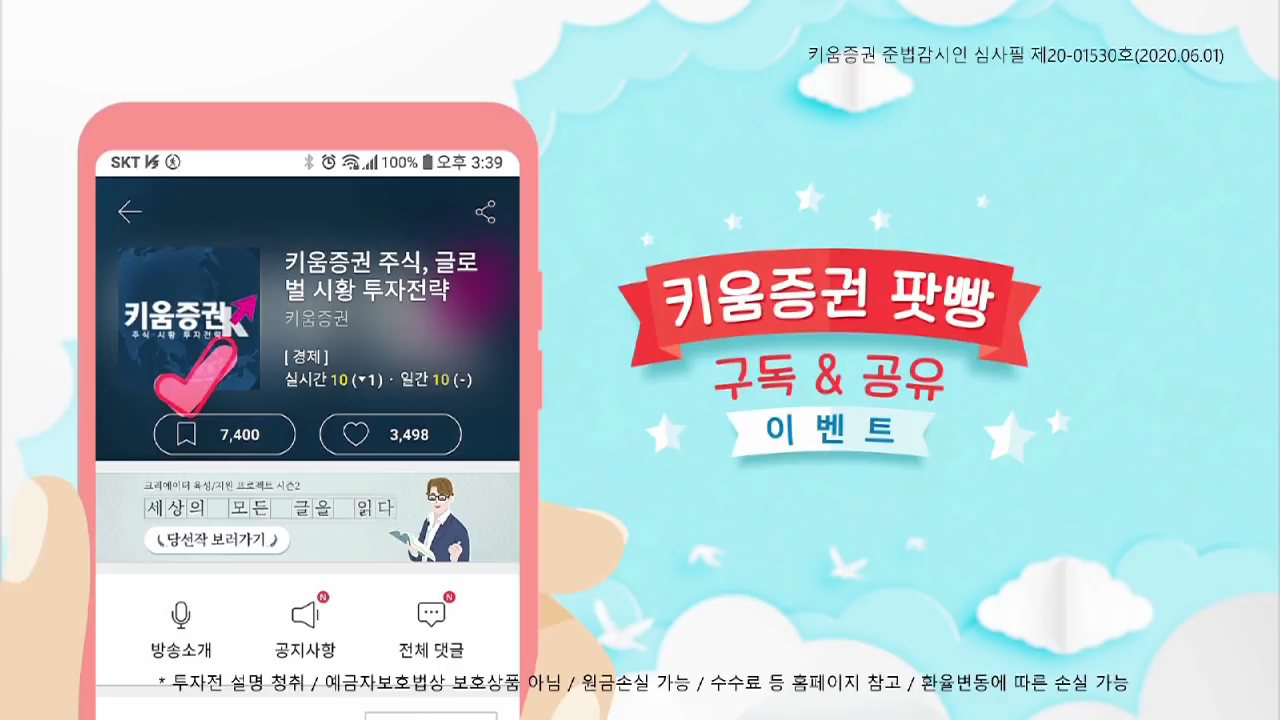 키움증권 준법감시인 심사필 제20-01530호(2020.06.01)
SKT 100% 오후 3:39
키움증권 주식, 글로
벌 시황 투자전략
키움증권
[ 경제 ]
실시간 10 (▾1) · 일간 10 (-)
키움증권
주식·시황 투자전략
7,400 3,498
크리에이터 육성/지원 프로젝트 시즌2
세상의 모든 글을 읽다
당선작 보러가기
N N
방송소개 공지사항 전체 댓글
키움증권 팟빵
구독 & 공유
이벤트
* 투자전 설명 청취 / 예금자보호법상 보호상품 아님 / 원금손실 가능 / 수수료 등 홈페이지 참고 / 환율변동에 따른 손실 가능